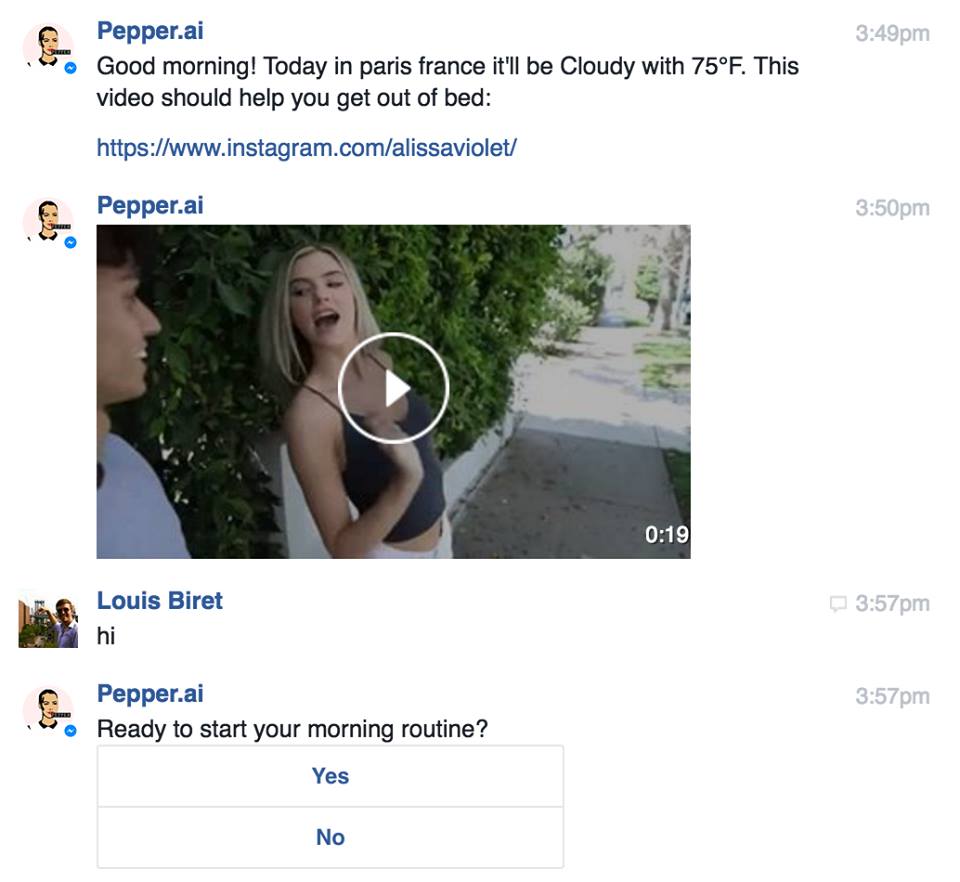 Pepper.ai 3:49pm
Good morning! Today in paris france it'll be Cloudy with 75°F. This
video should help you get out of bed:
https://www.instagram.com/alissaviolet/
Pepper.ai 3:50pm
0:19
Louis Biret 3:57pm
hi
Pepper.ai 3:57pm
Ready to start your morning routine?
Yes
No